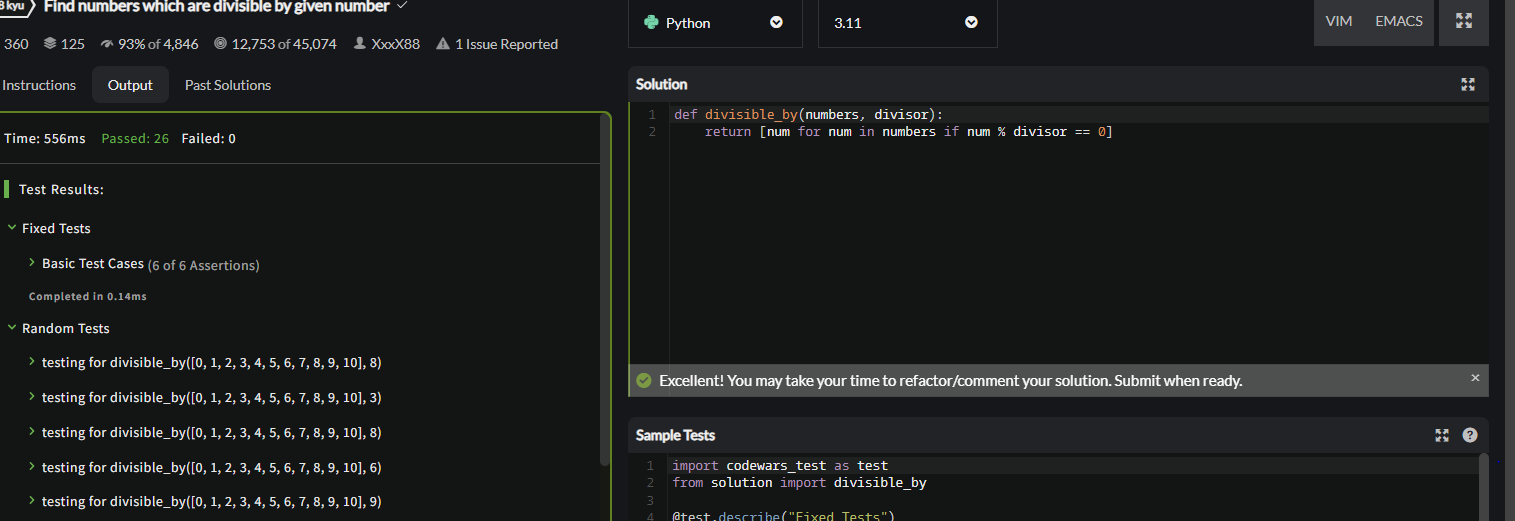 8 kyu Find numbers which are divisible by given number
360 125 93% of 4,846 12,753 of 45,074 XxxX88 1 Issue Reported
Instructions Output Past Solutions
Time: 556ms Passed: 26 Failed: 0
Test Results:
Fixed Tests
Basic Test Cases (6 of 6 Assertions)
Completed in 0.14ms
Random Tests
testing for divisible_by([0, 1, 2, 3, 4, 5, 6, 7, 8, 9, 10], 8)
testing for divisible_by([0, 1, 2, 3, 4, 5, 6, 7, 8, 9, 10], 3)
testing for divisible_by([0, 1, 2, 3, 4, 5, 6, 7, 8, 9, 10], 8)
testing for divisible_by([0, 1, 2, 3, 4, 5, 6, 7, 8, 9, 10], 6)
testing for divisible_by([0, 1, 2, 3, 4, 5, 6, 7, 8, 9, 10], 9)
Python 3.11 VIM EMACS
Solution
1 def divisible_by(numbers, divisor):
2 return [num for num in numbers if num % divisor == 0]
Excellent! You may take your time to refactor/comment your solution. Submit when ready.
Sample Tests
1 import codewars_test as test
2 from solution import divisible_by
3
4 @test.describe("Fixed Tests")